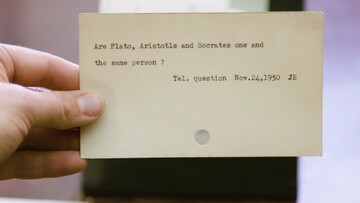 Are Plato, Aristotle and Socrates one and
the same person ?
Tel. question Nov.24,1950 JE